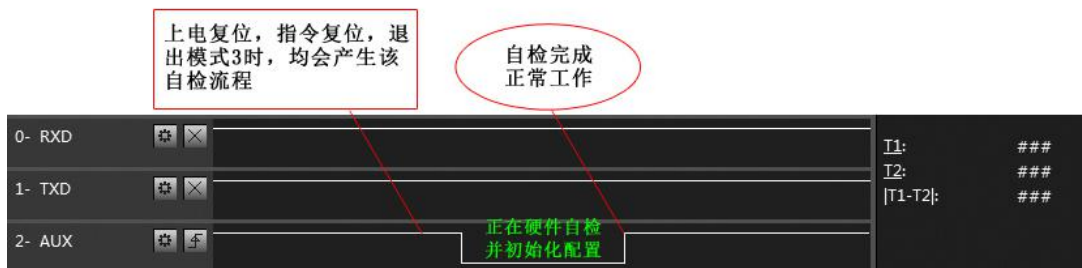 上电复位，指令复位，退
出模式3时，均会产生该
自检流程
自检完成
正常工作
0- RXD
T1: ###
T2: ###
1- TXD
|T1-T2|: ###
正在硬件自检
2- AUX
并初始化配置